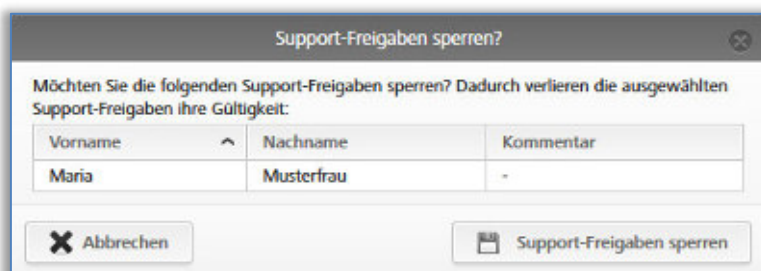 Support-Freigaben sperren?
Möchten Sie die folgenden Support-Freigaben sperren? Dadurch verlieren die ausgewählten
Support-Freigaben ihre Gültigkeit:
Vorname Nachname Kommentar
Maria Musterfrau -
Abbrechen Support-Freigaben sperren